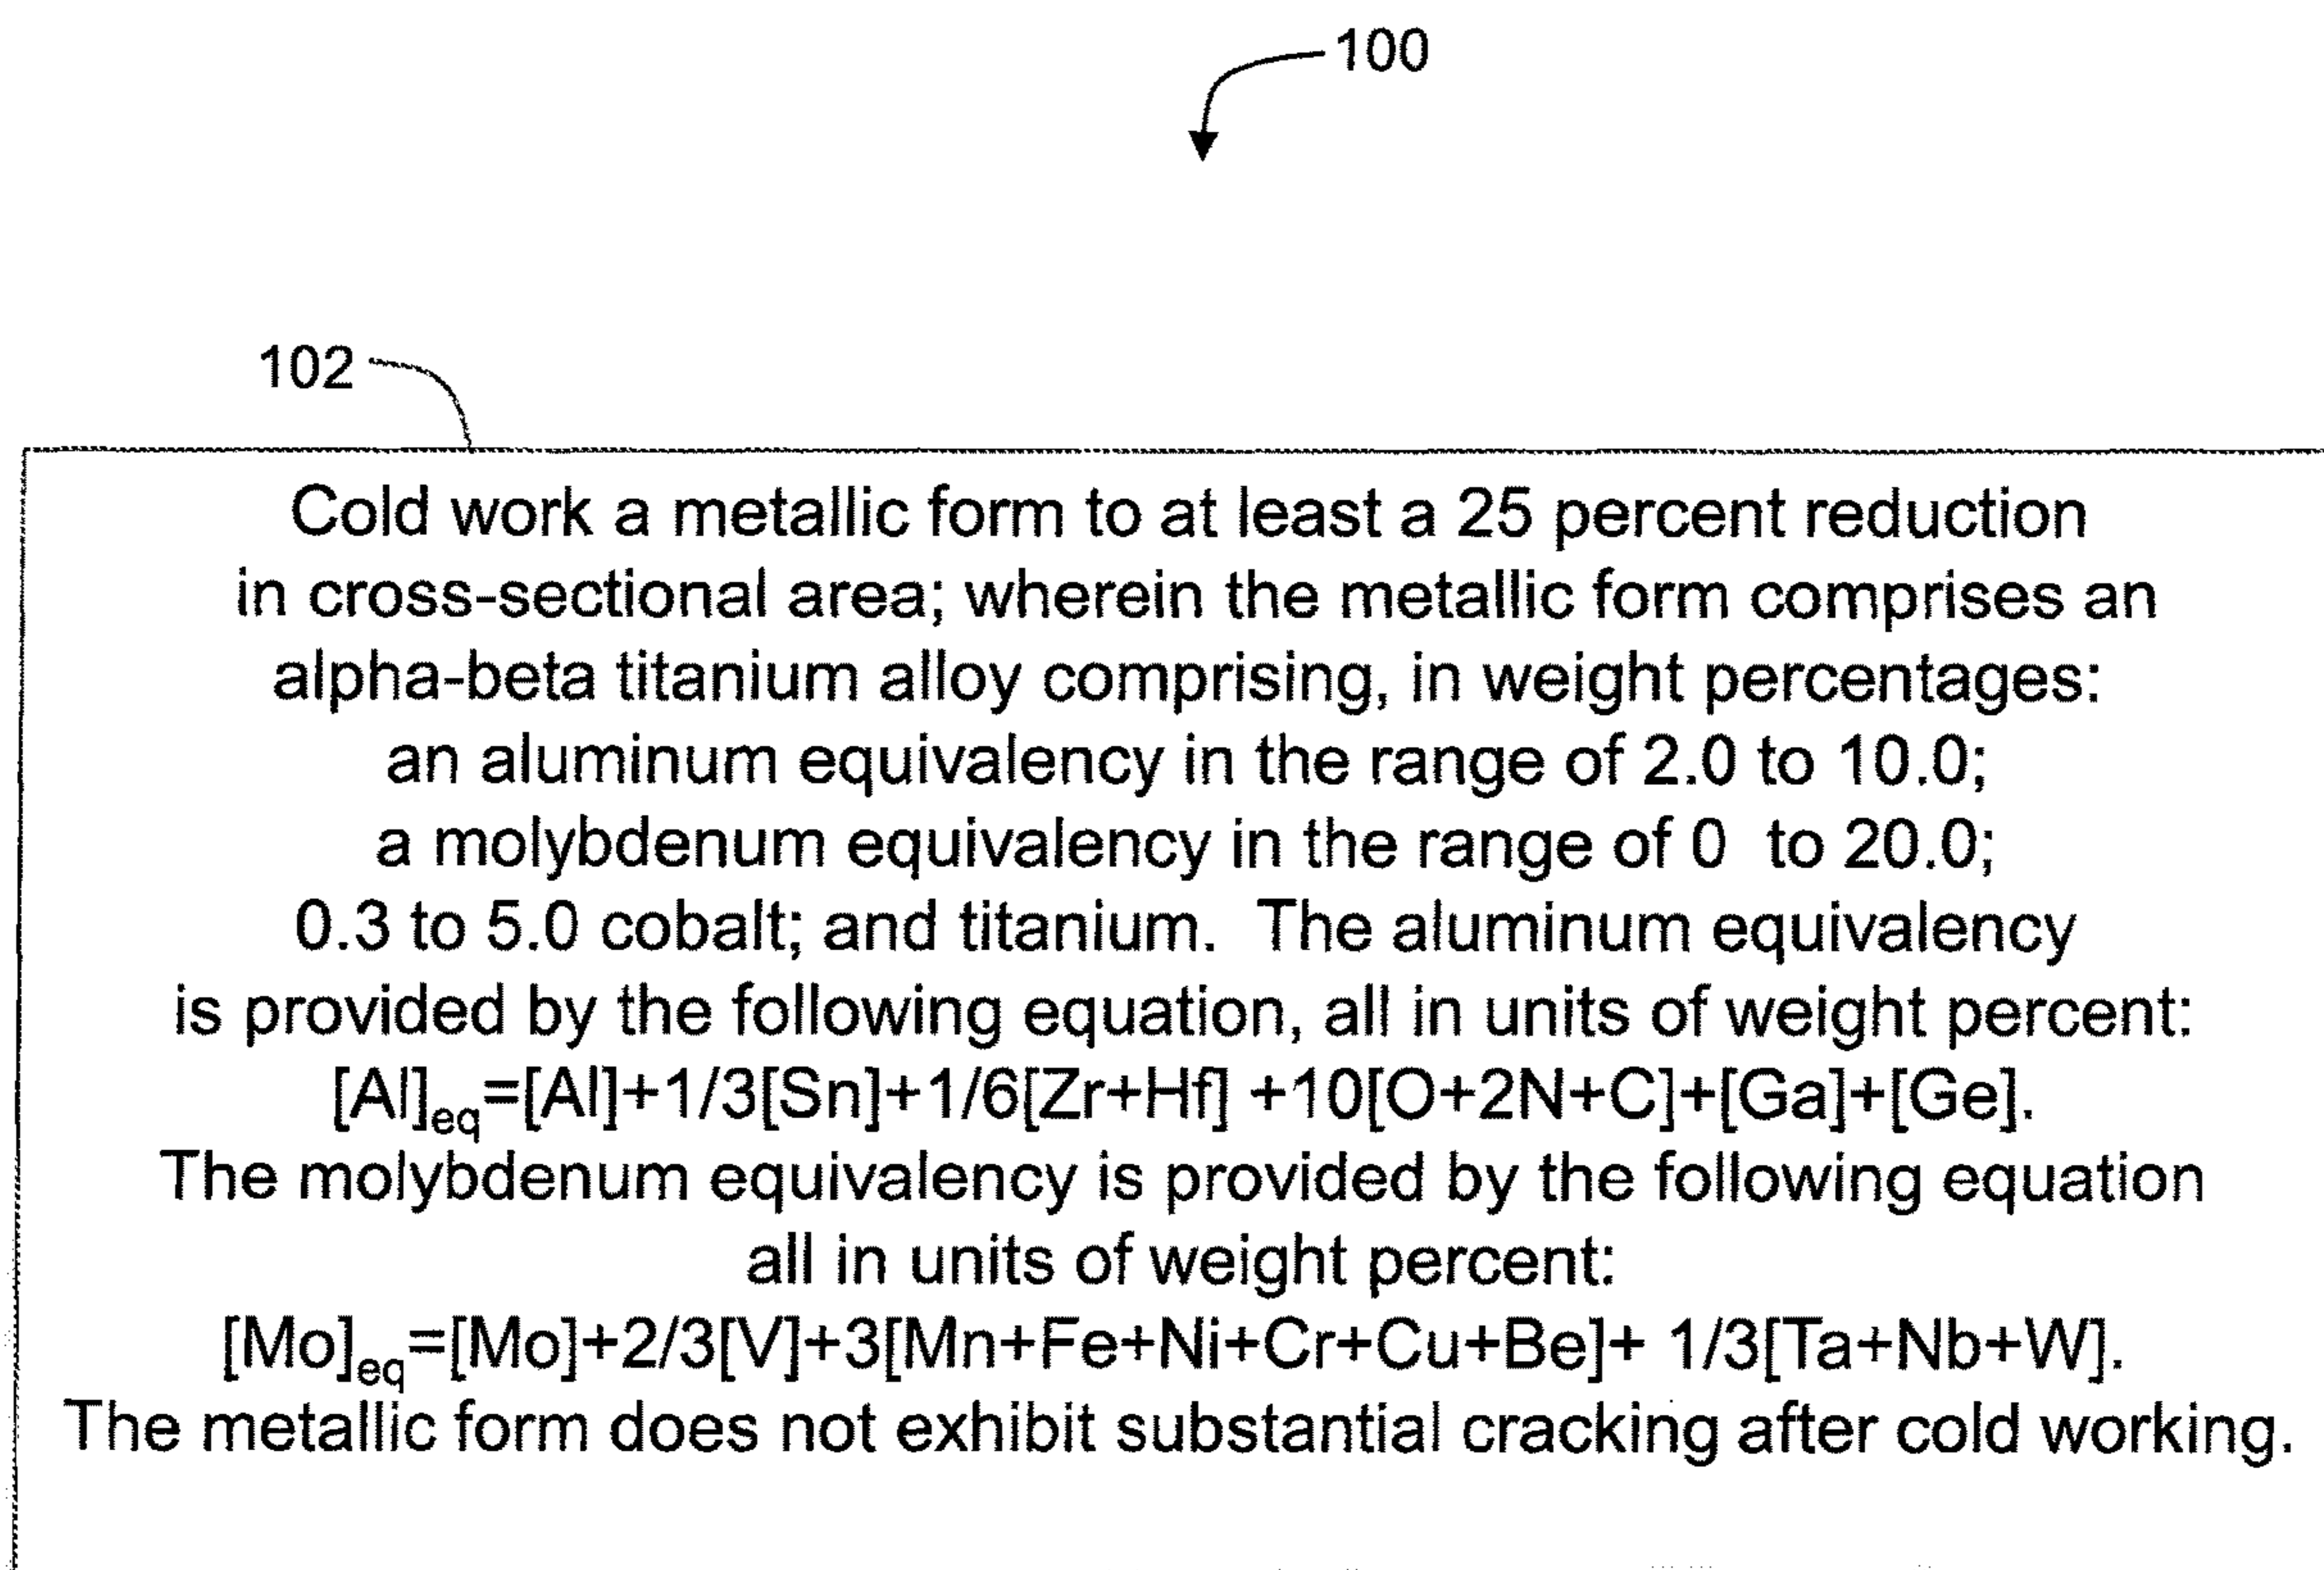 100
102
Cold work a metallic form to at least a 25 percent reduction
in cross-sectional area; wherein the metallic form comprises an
alpha-beta titanium alloy comprising, in weight percentages:
an aluminum equivalency in the range of 2.0 to 10.0;
a molybdenum equivalency in the range of 0  to 20.0;
0.3 to 5.0 cobalt; and titanium.  The aluminum equivalency
is provided by the following equation, all in units of weight percent:
[Al]eq=[Al]+1/3[Sn]+1/6[Zr+Hf] +10[O+2N+C]+[Ga]+[Ge].
The molybdenum equivalency is provided by the following equation
all in units of weight percent:
[Mo]eq=[Mo]+2/3[V]+3[Mn+Fe+Ni+Cr+Cu+Be]+ 1/3[Ta+Nb+W].
The metallic form does not exhibit substantial cracking after cold working.